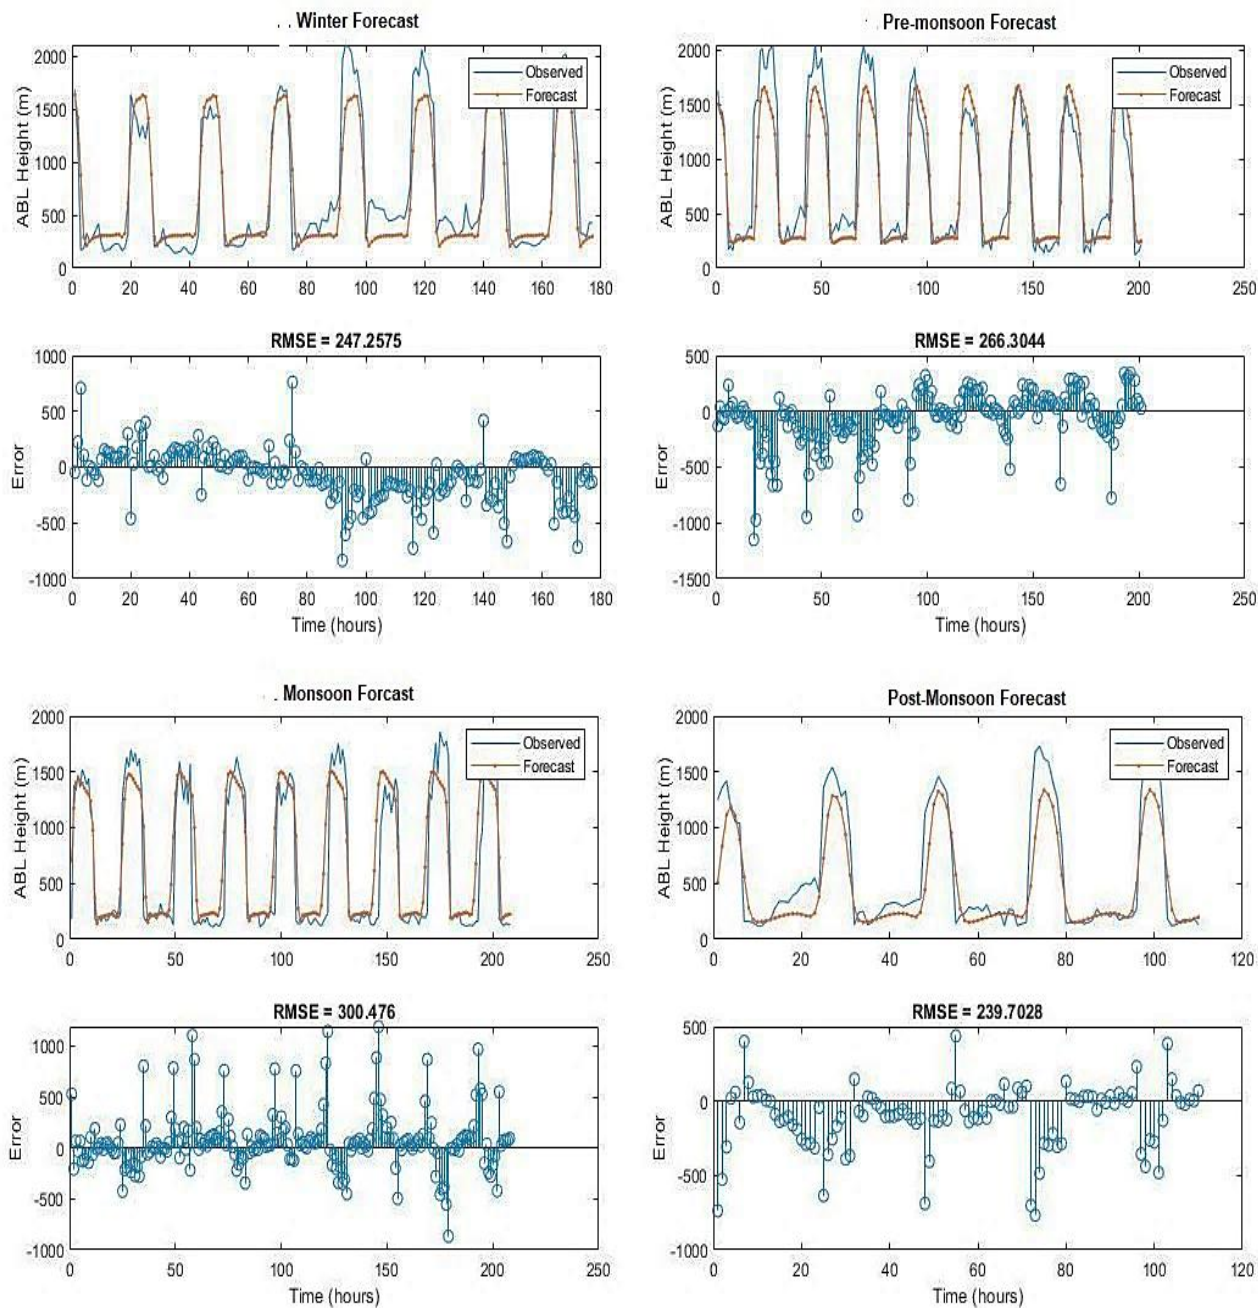 . . Winter Forecast
2000
1500
1000
500
0
ABL Height (m)
Observed
Forecast
0 20 40 60 80 100 120 140 160 180
. Pre-monsoon Forecast
2000
1500
1000
500
0
ABL Height (m)
Observed
Forecast
0 50 100 150 200 250
RMSE = 247.2575
1000
500
0
-500
-1000
Error
0 20 40 60 80 100 120 140 160 180
Time (hours)
RMSE = 266.3044
500
0
-500
-1000
-1500
Error
0 50 100 150 200 250
Time (hours)
. . Monsoon Forcast
2000
1500
1000
500
0
ABL Height (m)
Observed
Forecast
0 50 100 150 200 250
Post-Monsoon Forecast
2000
1500
1000
500
0
ABL Height (m)
Observed
Forecast
0 20 40 60 80 100 120
RMSE = 300.476
1000
500
0
-500
-1000
Error
0 50 100 150 200 250
Time (hours)
RMSE = 239.7028
500
0
-500
-1000
Error
0 20 40 60 80 100 120
Time (hours)